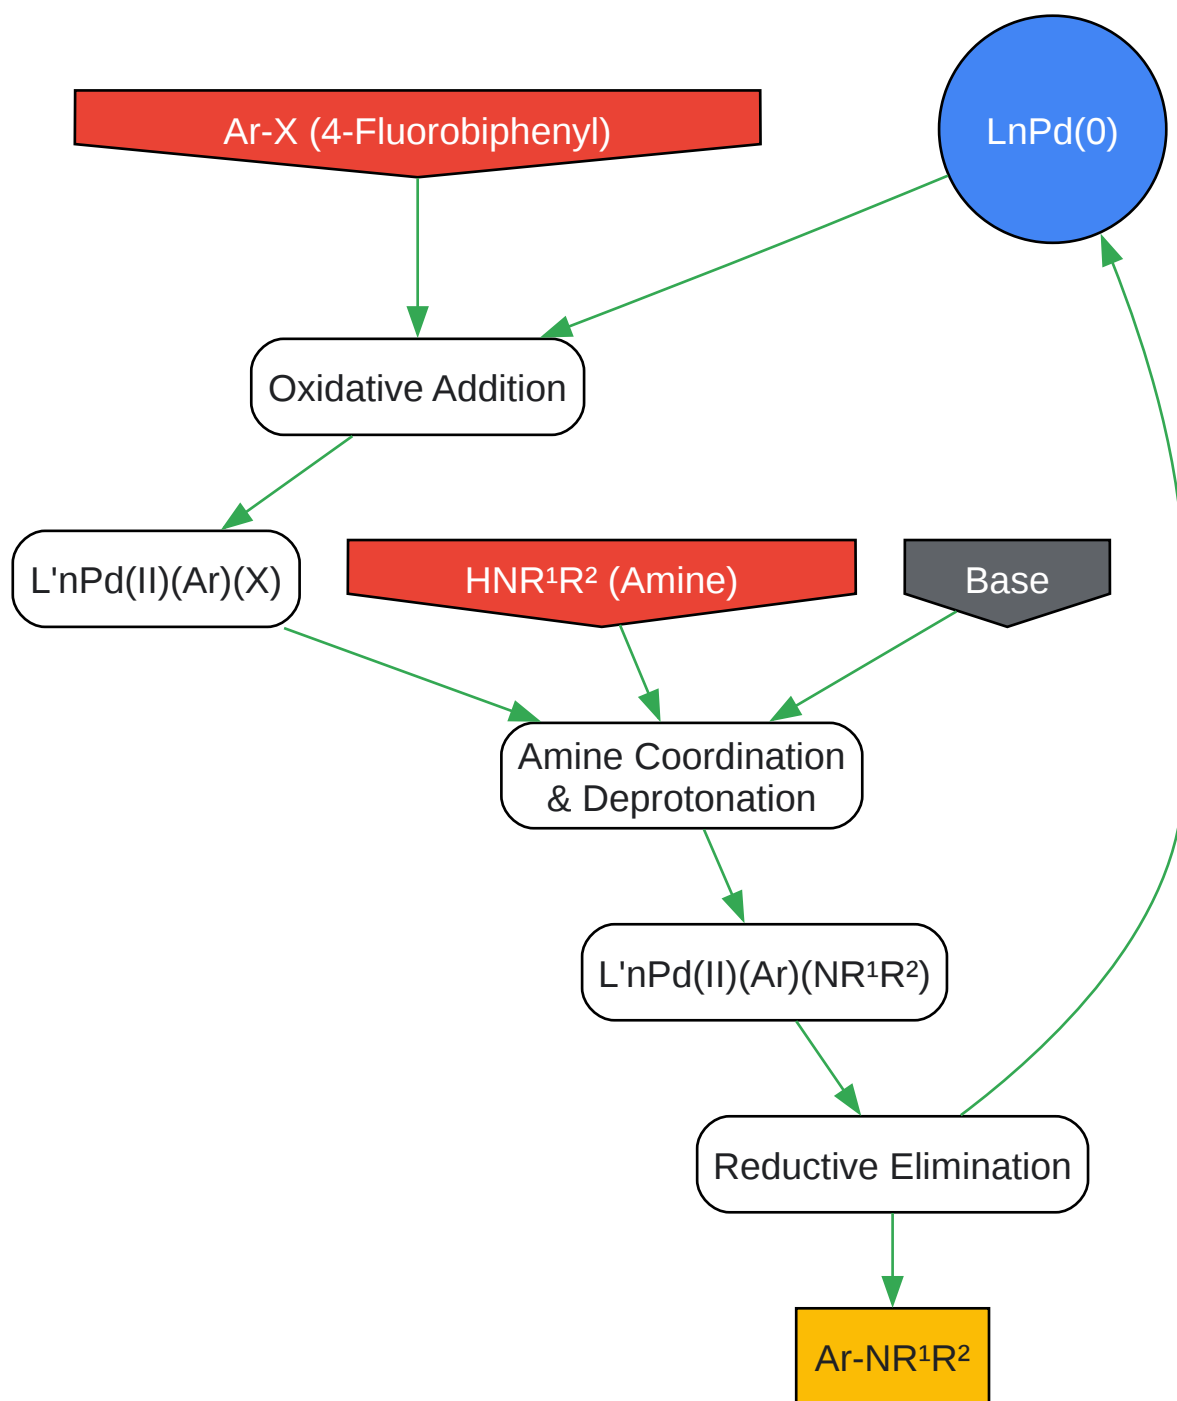 Ar-X (4-Fluorobiphenyl)
LnPd(0)
Oxidative Addition
L'nPd(II)(Ar)(X)
HNR¹R² (Amine)
Base
Amine Coordination
& Deprotonation
L'nPd(II)(Ar)(NR¹R²)
Reductive Elimination
Ar-NR¹R²